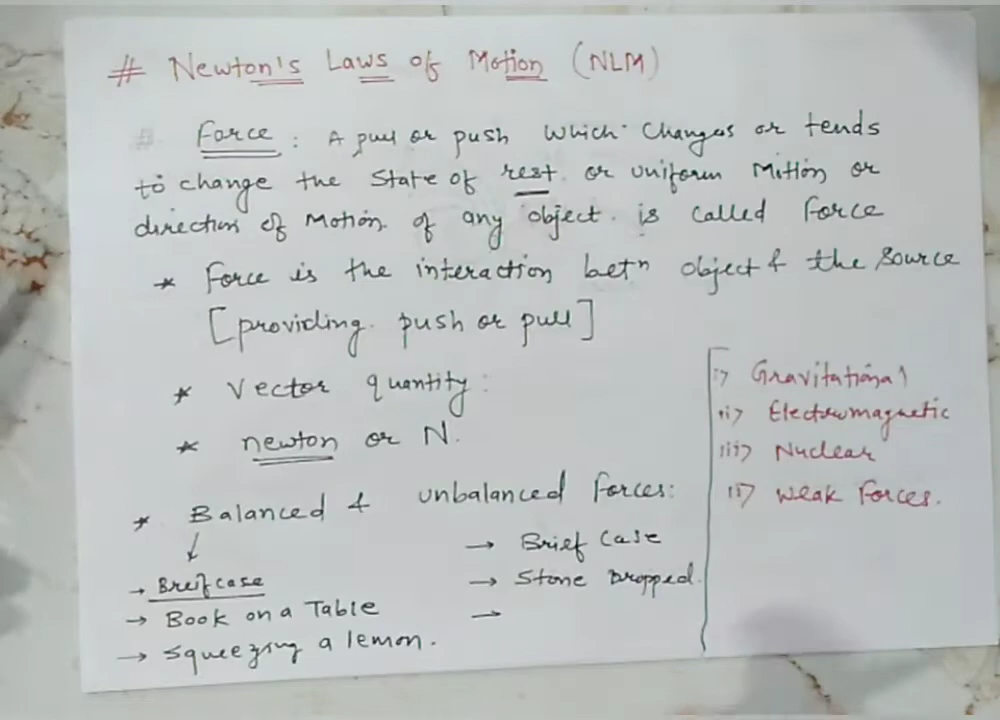 # Newton's Laws of Motion (NLM)
Force : A pull or push which changes or tends
to change the state of rest or uniform Mition or
direction of Motion of any object is called Force
* Force is the interaction betn object & the source
[providing push or pull]
* Vector quantity :
* newton or N.
* Balanced & unbalanced forces:
↓
→ Breifcase
→ Book on a Table
→ Squeezing a lemon.
→ Brief Case
→ Stone Dropped.
→
i> Gravitational
ii> Electromagnetic
iii> Nuclear
ii> Weak Forces.